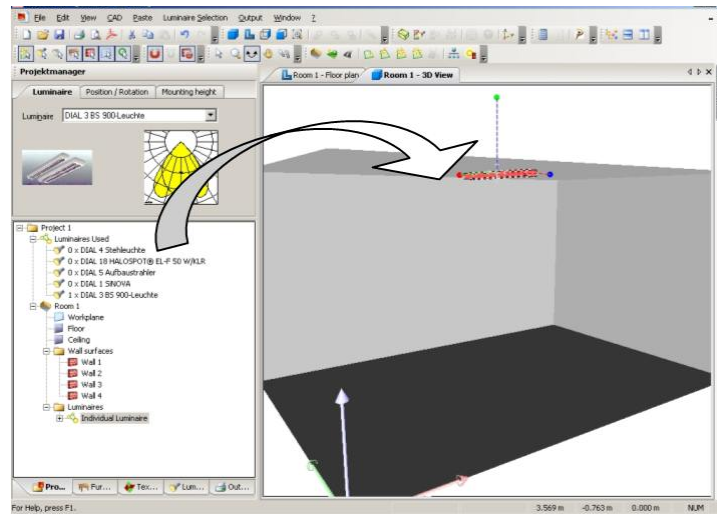 File Edit View CAD Paste Luminaire Selection Output Window ?
Projektmanager
Room 1 - Floor plan Room 1 - 3D View
Luminaire Position / Rotation Mounting height
Luminaire DIAL 3 BS 900-Leuchte
Project 1
Luminaires Used
0 x DIAL 4 Stehleuchte
0 x DIAL 18 HALOSPOT® EL-F 50 W/KLR
0 x DIAL 5 Aufbaustrahler
0 x DIAL 1 SINOVA
1 x DIAL 3 BS 900-Leuchte
Room 1
Workplane
Floor
Ceiling
Wall surfaces
Wall 1
Wall 2
Wall 3
Wall 4
Luminaires
Individual Luminaire
Pro... Fur... Tex... Lum... Out...
For Help, press F1. 3.569 m -0.763 m 0.000 m NUM